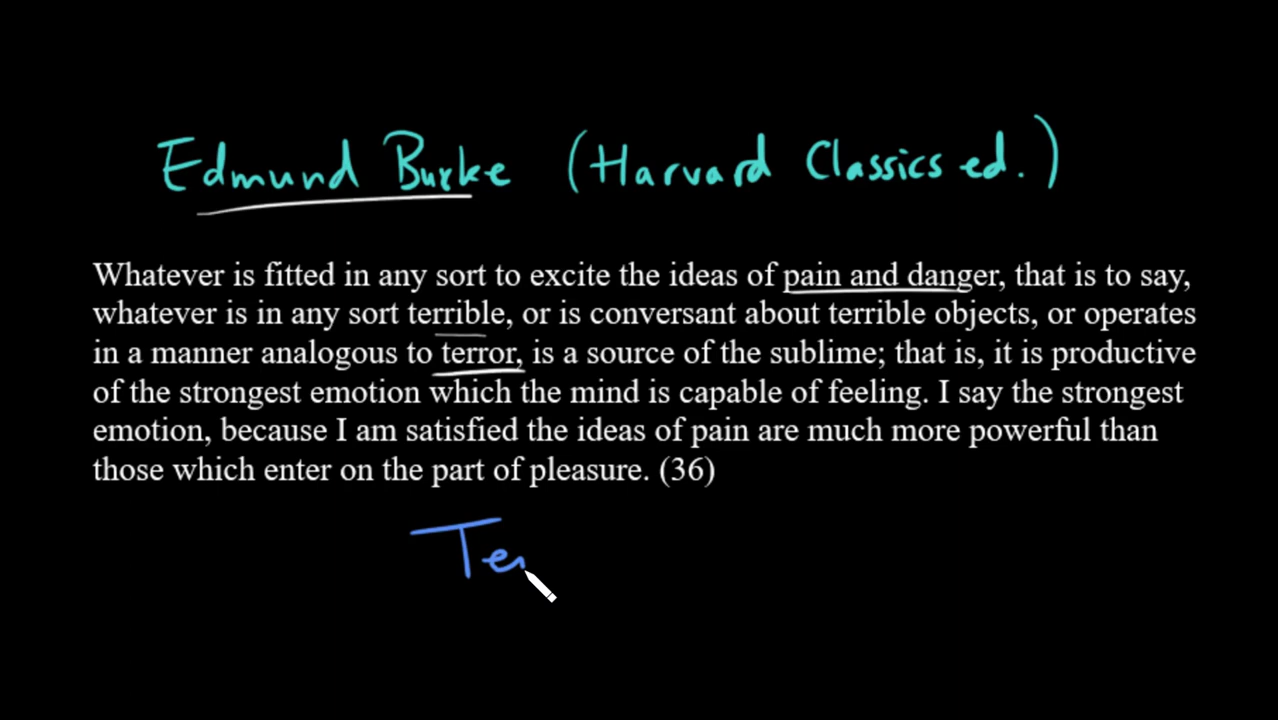 Edmund Burke (Harvard Classics ed.)
Whatever is fitted in any sort to excite the ideas of pain and danger, that is to say,
whatever is in any sort terrible, or is conversant about terrible objects, or operates
in a manner analogous to terror, is a source of the sublime; that is, it is productive
of the strongest emotion which the mind is capable of feeling. I say the strongest
emotion, because I am satisfied the ideas of pain are much more powerful than
those which enter on the part of pleasure. (36)
Ter